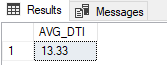 Results Messages
AVG_DTI
1 13.33